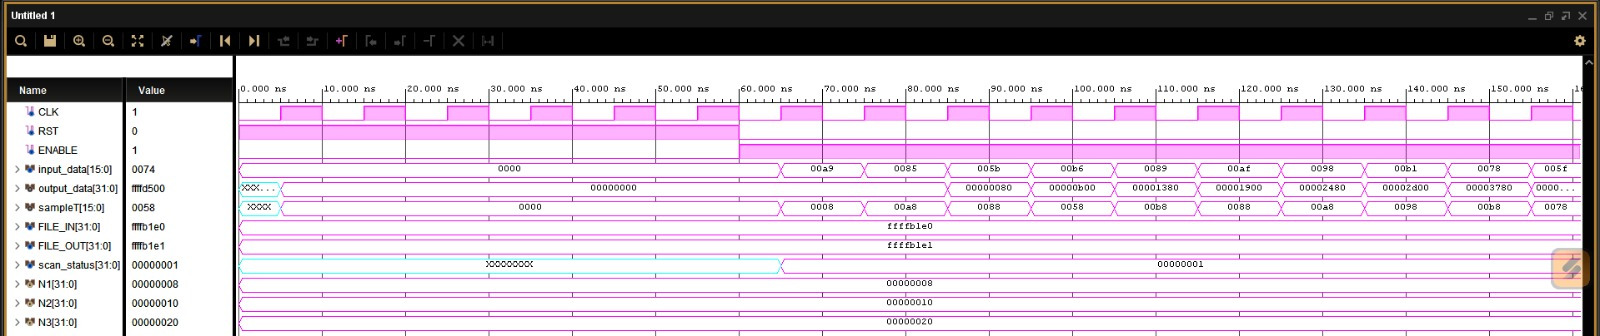 Untitled 1
Name Value
0.000 ns 10.000 ns 20.000 ns 30.000 ns 40.000 ns 50.000 ns 60.000 ns 70.000 ns 80.000 ns 90.000 ns 100.000 ns 110.000 ns 120.000 ns 130.000 ns 140.000 ns 150.000 ns
CLK 1
RST 0
ENABLE 1
input_data[15:0] 0074 0000 00a9 0085 005b 00b6 0089 00af 0098 00b1 0078 005f
output_data[31:0] ffffd500 XXX... 00000000 00000080 00000b00 00001380 00001900 00002480 00002d00 00003780 0000...
sampleT[15:0] 0058 XXXX 0000 0008 00a8 0088 0058 00b8 0088 00a8 0098 00b8 0078
FILE_IN[31:0] ffffb1e0 ffffb1e0
FILE_OUT[31:0] ffffb1e1 ffffb1e1
scan_status[31:0] 00000001 XXXXXXXX 00000001
N1[31:0] 00000008 00000008
N2[31:0] 00000010 00000010
N3[31:0] 00000020 00000020